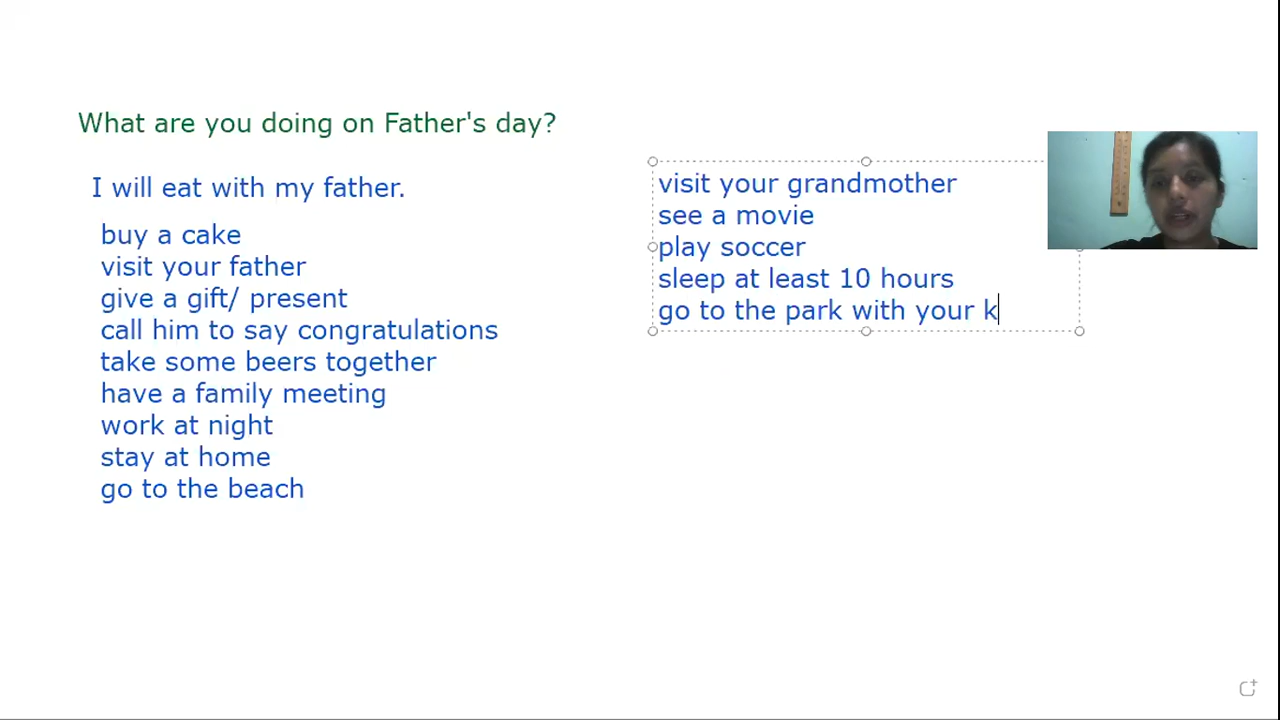 What are you doing on Father's day?
I will eat with my father.
buy a cake
visit your father
give a gift/ present
call him to say congratulations
take some beers together
have a family meeting
work at night
stay at home
go to the beach
visit your grandmother
see a movie
play soccer
sleep at least 10 hours
go to the park with your k